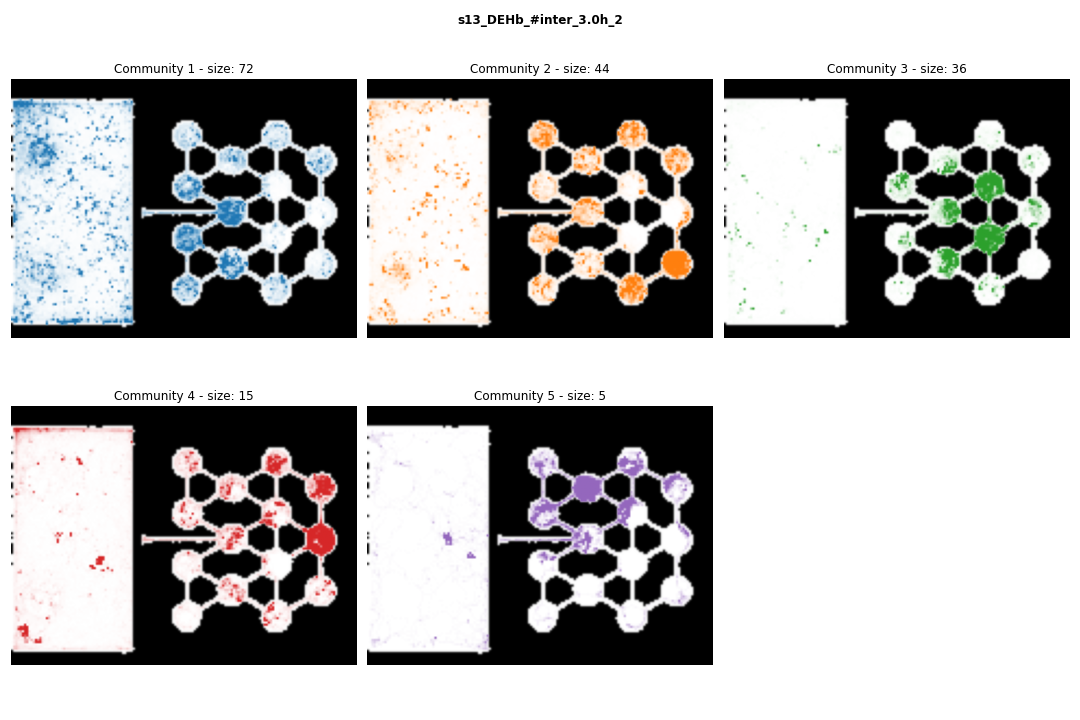 s13_DEHb_#inter_3.0h_2
Community 1 - size: 72
Community 2 - size: 44
Community 3 - size: 36
Community 4 - size: 15
Community 5 - size: 5